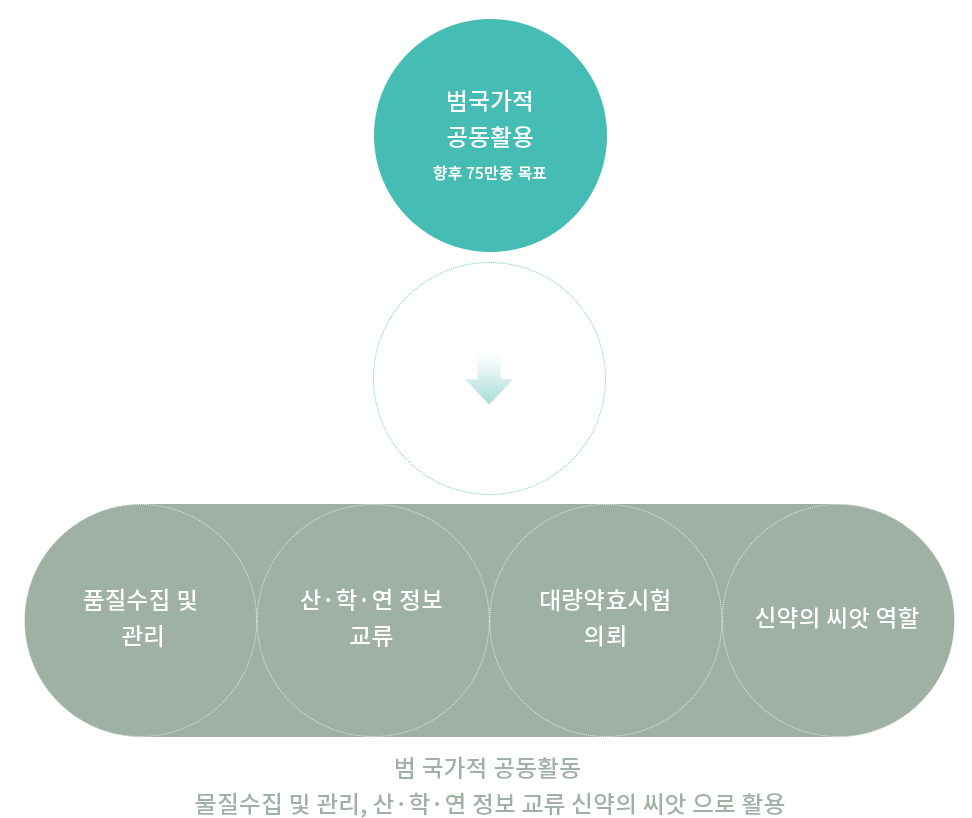 범국가적
공동활용
향후 75만종 목표
품질수집 및
관리
산·학·연 정보
교류
대량약효시험
의뢰
신약의 씨앗 역할
범 국가적 공동활동
물질수집 및 관리, 산·학·연 정보 교류 신약의 씨앗 으로 활용